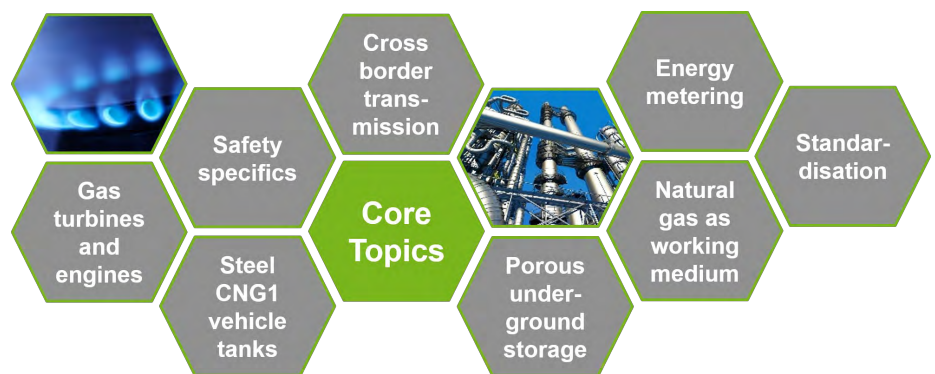 Cross
border
trans-
mission
Energy
metering
Safety
specifics
Standar-
disation
Gas
turbines
and
engines
Core
Topics
Natural
gas as
working
medium
Steel
CNG1
vehicle
tanks
Porous
under-
ground
storage